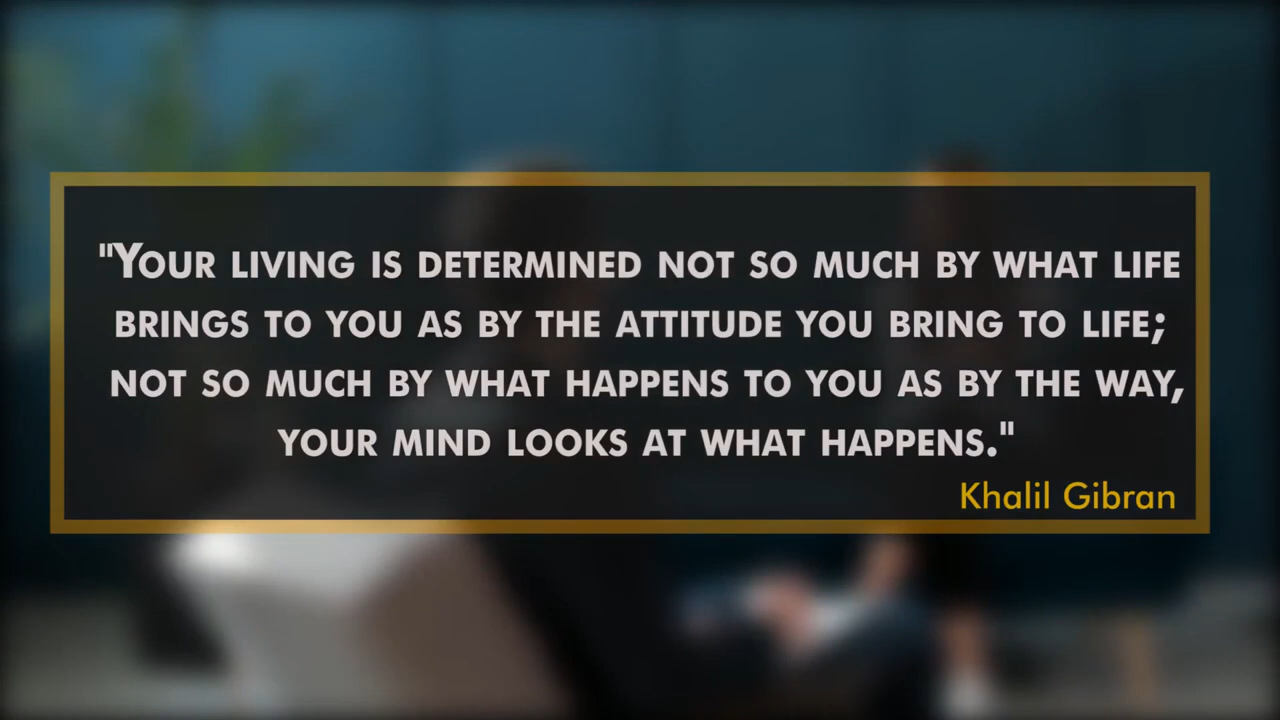 "Your living is determined not so much by what life
brings to you as by the attitude you bring to life;
not so much by what happens to you as by the way,
your mind looks at what happens."
Khalil Gibran